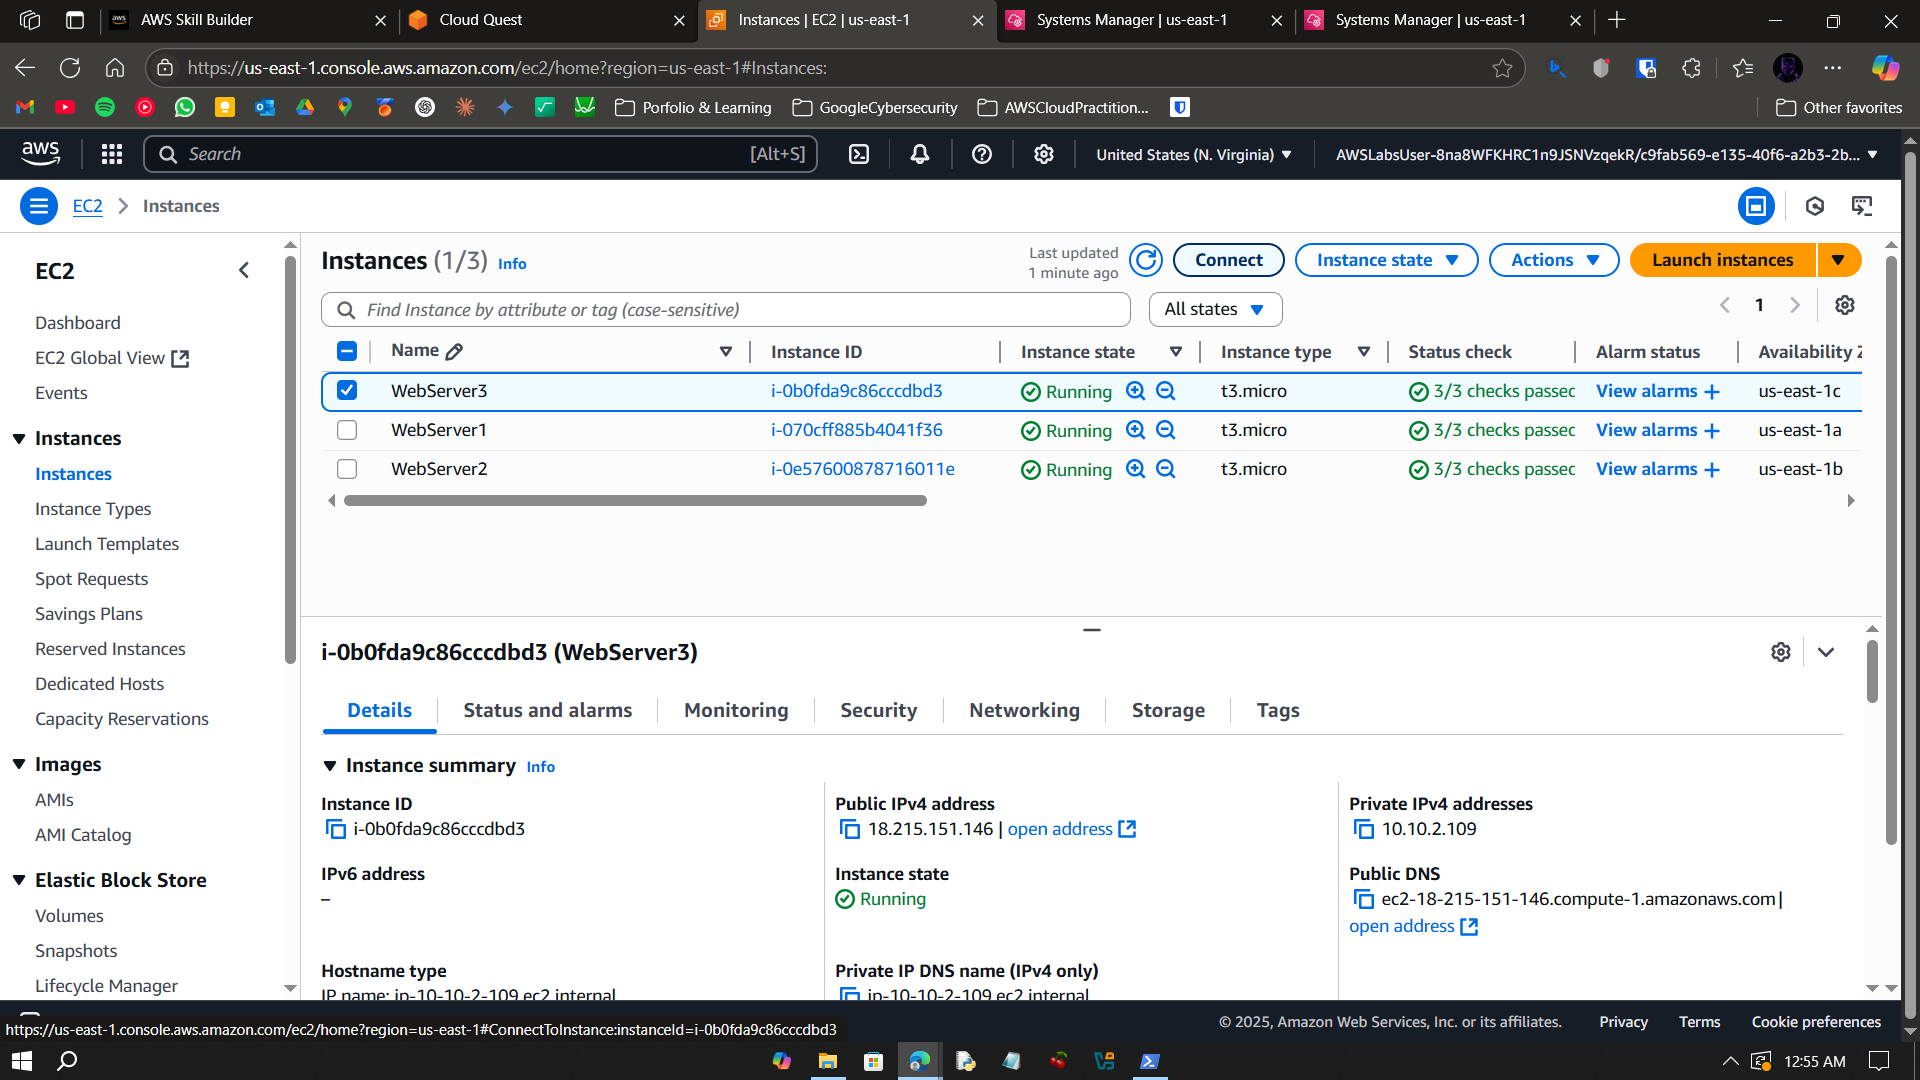 AWS Skill Builder
Cloud Quest
Instances | EC2 | us-east-1
Systems Manager | us-east-1
Systems Manager | us-east-1
https://us-east-1.console.aws.amazon.com/ec2/home?region=us-east-1#Instances:
Porfolio & Learning
GoogleCybersecurity
AWSCloudPractition...
Other favorites
aws
Search
[Alt+S]
United States (N. Virginia)
AWSLabsUser-8na8WFKHRC1n9JSNVzqekR/c9fab569-e135-40f6-a2b3-2b...
EC2
Instances
EC2
Dashboard
EC2 Global View
Events
Instances
Instances
Instance Types
Launch Templates
Spot Requests
Savings Plans
Reserved Instances
Dedicated Hosts
Capacity Reservations
Images
AMIs
AMI Catalog
Elastic Block Store
Volumes
Snapshots
Lifecycle Manager
Instances (1/3) Info
Last updated
1 minute ago
Connect
Instance state
Actions
Launch instances
Find Instance by attribute or tag (case-sensitive)
All states
1
Name Instance ID Instance state Instance type Status check Alarm status Availability Z
WebServer3 i-0b0fda9c86cccdbd3 Running t3.micro 3/3 checks passec View alarms + us-east-1c
WebServer1 i-070cff885b4041f36 Running t3.micro 3/3 checks passec View alarms + us-east-1a
WebServer2 i-0e57600878716011e Running t3.micro 3/3 checks passec View alarms + us-east-1b
i-0b0fda9c86cccdbd3 (WebServer3)
Details
Status and alarms
Monitoring
Security
Networking
Storage
Tags
Instance summary Info
Instance ID
i-0b0fda9c86cccdbd3
Public IPv4 address
18.215.151.146 | open address
Private IPv4 addresses
10.10.2.109
IPv6 address
–
Instance state
Running
Public DNS
ec2-18-215-151-146.compute-1.amazonaws.com |
open address
Hostname type
IP name: ip-10-10-2-109.ec2.internal
Private IP DNS name (IPv4 only)
ip-10-10-2-109.ec2.internal
https://us-east-1.console.aws.amazon.com/ec2/home?region=us-east-1#ConnectToInstance:instanceId=i-0b0fda9c86cccdbd3
© 2025, Amazon Web Services, Inc. or its affiliates.
Privacy
Terms
Cookie preferences
12:55 AM